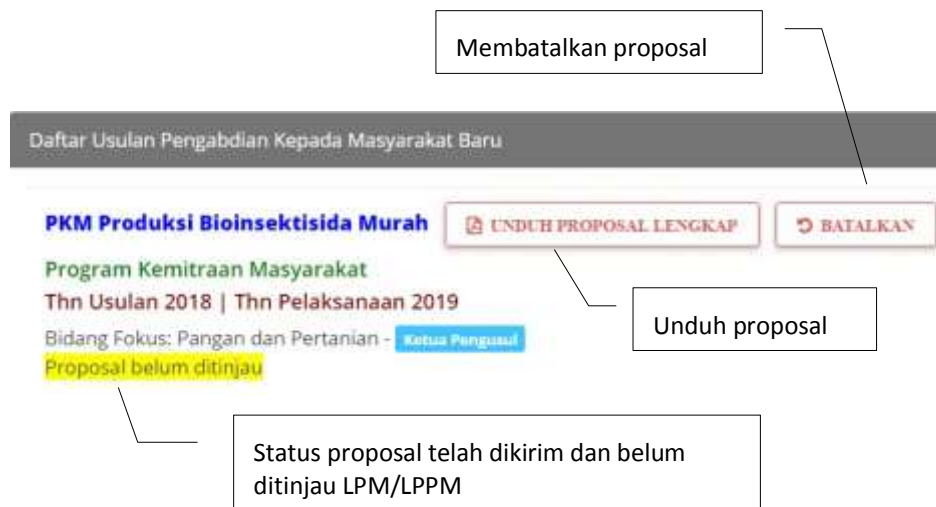 Membatalkan proposal
Daftar Usulan Pengabdian Kepada Masyarakat Baru
PKM Produksi Bioinsektisida Murah
UNDUH PROPOSAL LENGKAP
BATALKAN
Program Kemitraan Masyarakat
Thn Usulan 2018 | Thn Pelaksanaan 2019
Unduh proposal
Bidang Fokus: Pangan dan Pertanian - Ketua Pengusul
Proposal belum ditinjau
Status proposal telah dikirim dan belum
ditinjau LPM/LPPM